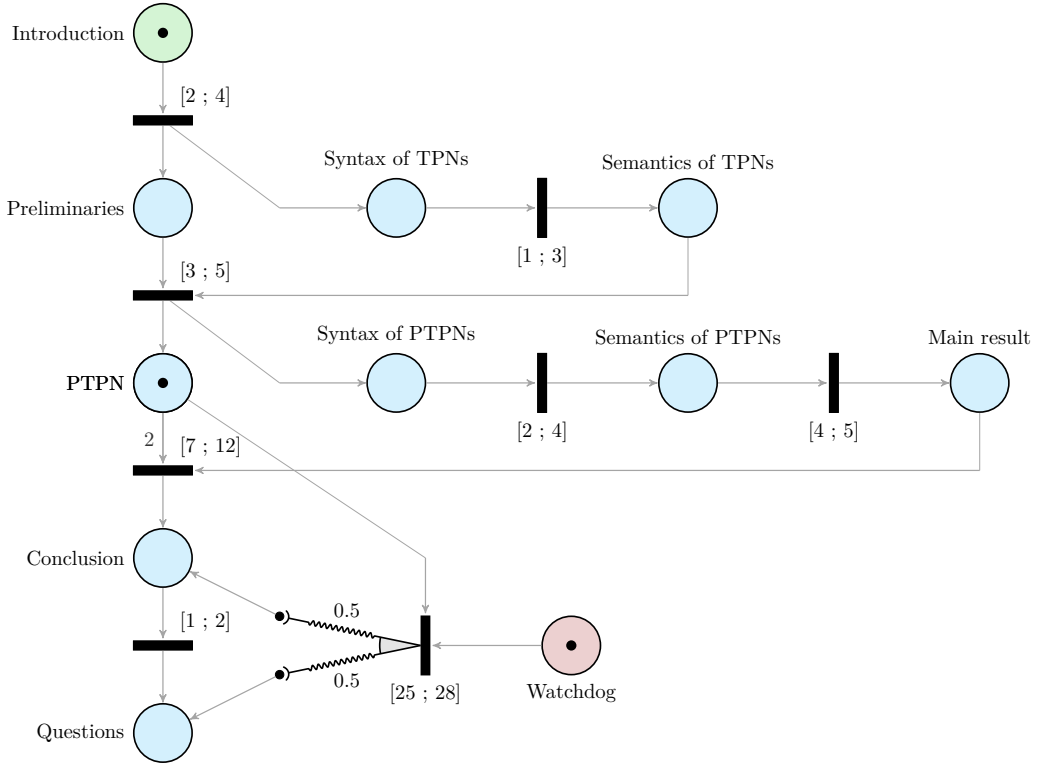 Introduction
[2 ; 4]
Syntax of TPNs
Semantics of TPNs
Preliminaries
[1 ; 3]
[3 ; 5]
Syntax of PTPNs
Semantics of PTPNs
Main result
PTPN
[2 ; 4]
[4 ; 5]
2
[7 ; 12]
Conclusion
0.5
[1 ; 2]
0.5
[25 ; 28]
Watchdog
Questions